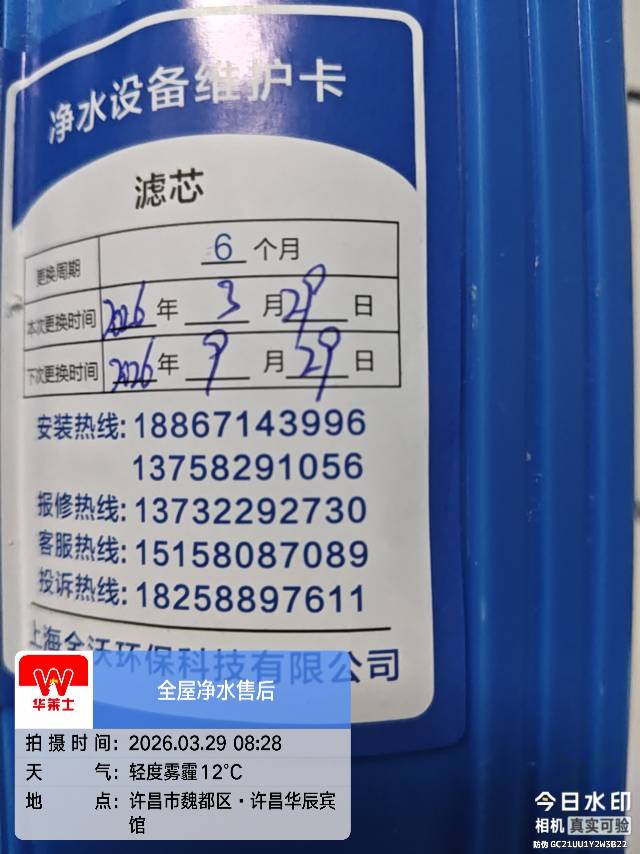 净水设备维护卡
滤芯
更换周期 6 个月
本次更换时间 2026 年 3 月 29 日
下次更换时间 2026 年 9 月 29 日
安装热线: 18867143996
13758291056
报修热线: 13732292730
客服热线: 15158087089
投诉热线: 18258897611
上海全沃环保科技有限公司
华莱士
全屋净水售后
拍摄时间: 2026.03.29 08:28
天气: 轻度雾霾 12℃
地点: 许昌市魏都区·许昌华辰宾
馆
今日水印
相机 真实可验
防伪 GC21UU1Y2W3B22